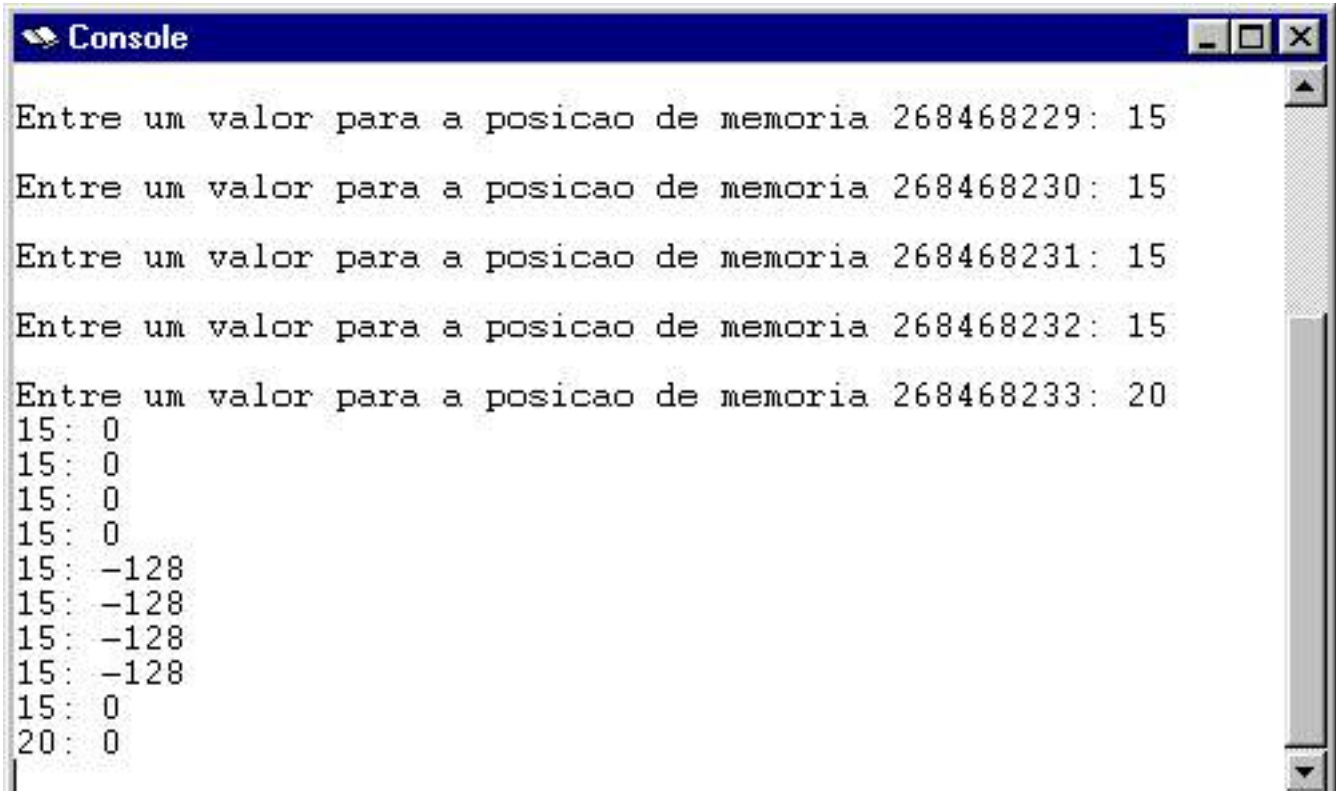 Console
Entre um valor para a posicao de memoria 268468229: 15
Entre um valor para a posicao de memoria 268468230: 15
Entre um valor para a posicao de memoria 268468231: 15
Entre um valor para a posicao de memoria 268468232: 15
Entre um valor para a posicao de memoria 268468233: 20
15: 0
15: 0
15: 0
15: 0
15: -128
15: -128
15: -128
15: -128
15: 0
20: 0